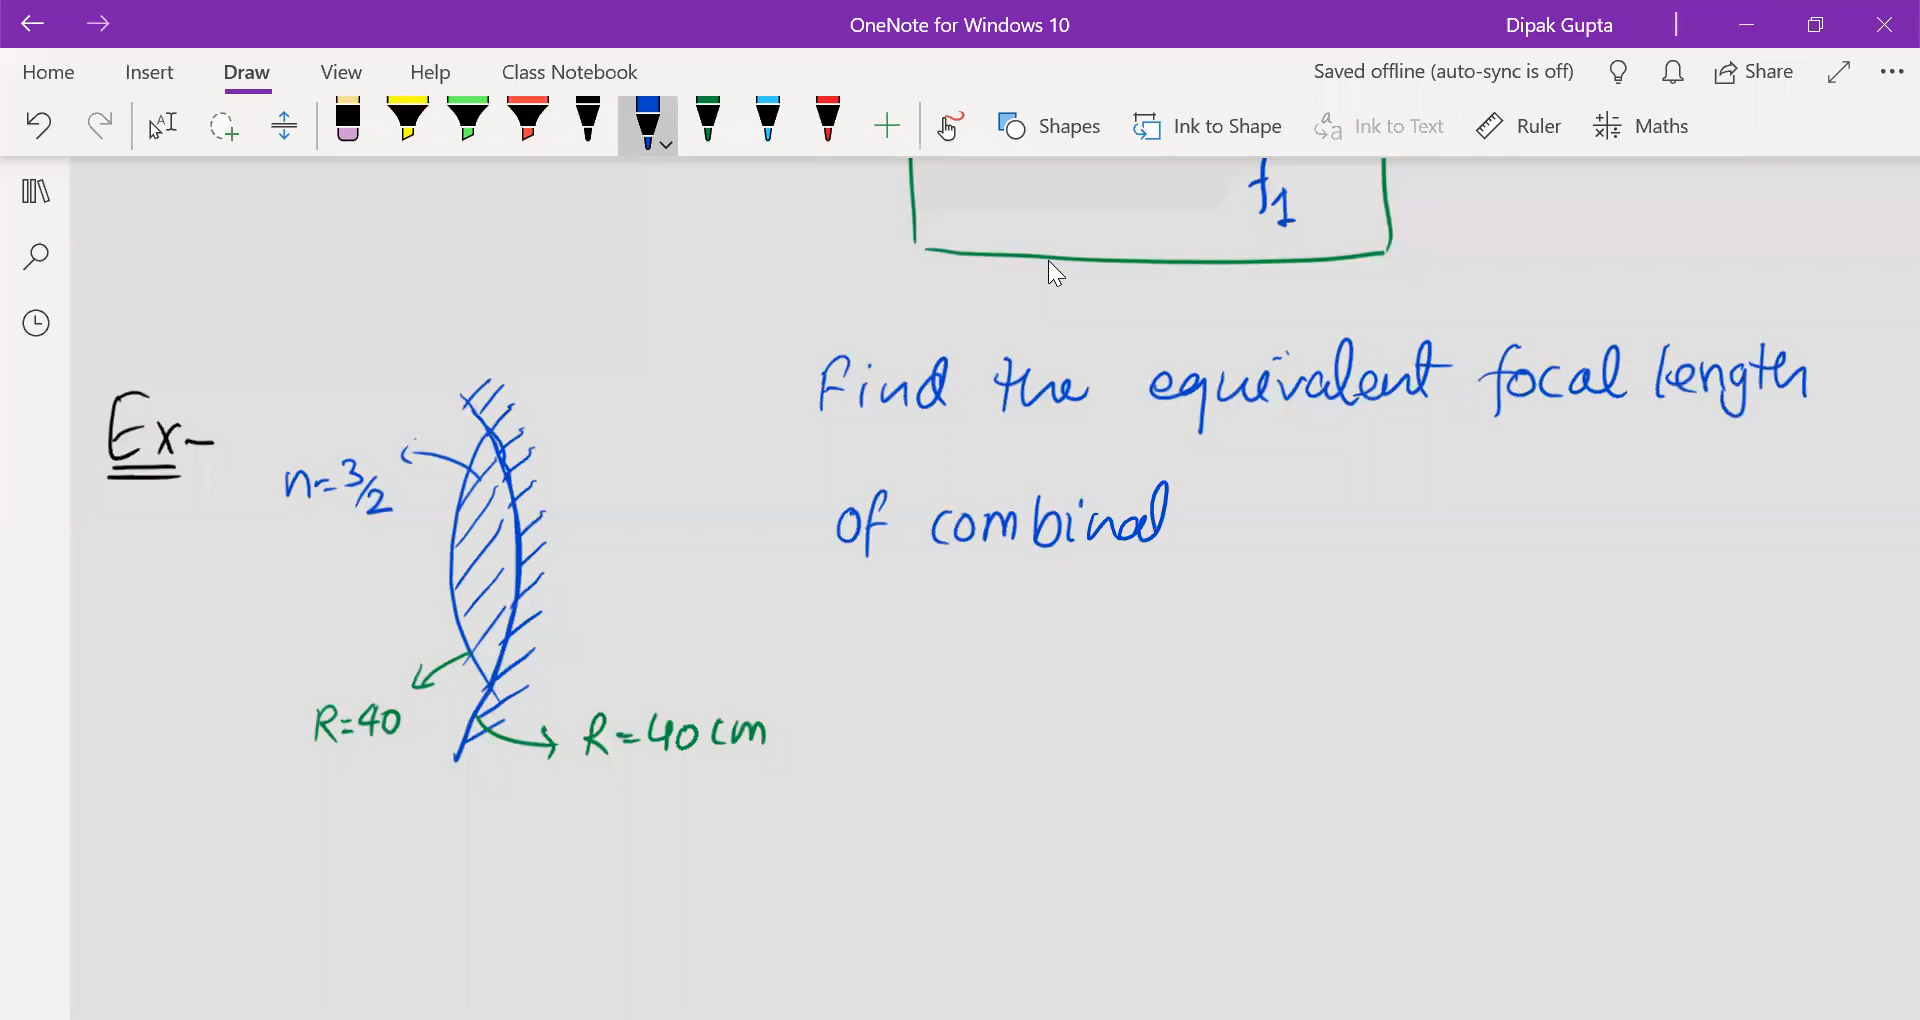 OneNote for Windows 10
Dipak Gupta
Home Insert Draw View Help Class Notebook
Saved offline (auto-sync is off) Share
Shapes Ink to Shape Ink to Text Ruler Maths
f1
Find the equivalent focal length
Ex-
n=3/2
of combinad
R=40
R=40cm